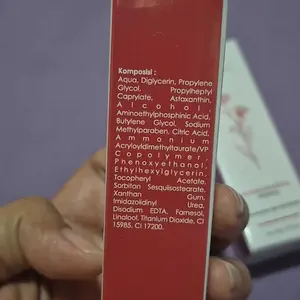 Komposisi :
Aqua, Diglycerin, Propylene
Glycol, Propylheptyl
Caprylate, Astaxanthin,
Alcohol,
Aminoethylphosphinic Acid,
Butylene Glycol, Sodium
Methylparaben, Citric Acid,
Ammonium
Acryloyldimethyltaurate/VP
Copolymer,
Phenoxyethanol,
Ethylhexylglycerin,
Tocopheryl Acetate,
Sorbitan Sesquiostearate,
Xanthan Gum,
Imidazolidinyl Urea,
Disodium EDTA, Farnesol,
Linalool, Titanium Dioxide, CI
15985, CI 17200.